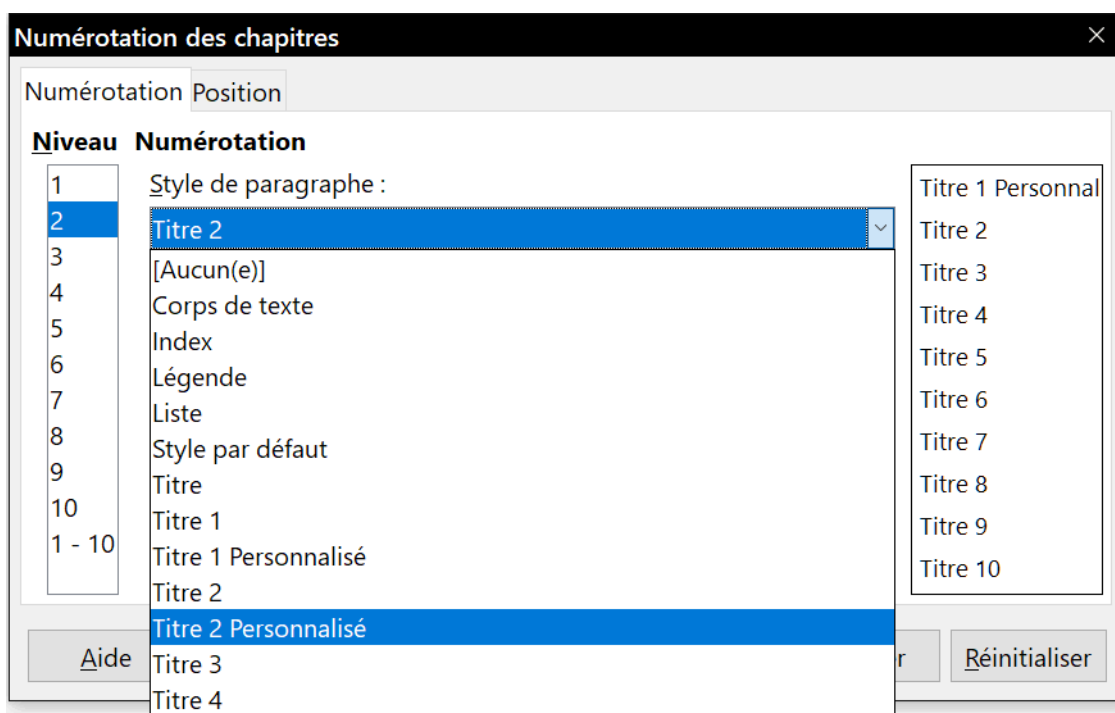 Numérotation des chapitres
Numérotation Position
Niveau Numérotation
1
2
3
4
5
6
7
8
9
10
1 - 10
Style de paragraphe :
Titre 2
[Aucun(e)]
Corps de texte
Index
Légende
Liste
Style par défaut
Titre
Titre 1
Titre 1 Personnalisé
Titre 2
Titre 2 Personnalisé
Titre 3
Titre 4
Titre 1 Personnal
Titre 2
Titre 3
Titre 4
Titre 5
Titre 6
Titre 7
Titre 8
Titre 9
Titre 10
Aide
r
Réinitialiser